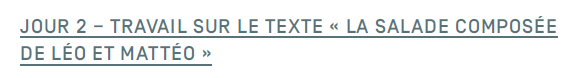 JOUR 2 – TRAVAIL SUR LE TEXTE « LA SALADE COMPOSÉE
DE LÉO ET MATTÉO »